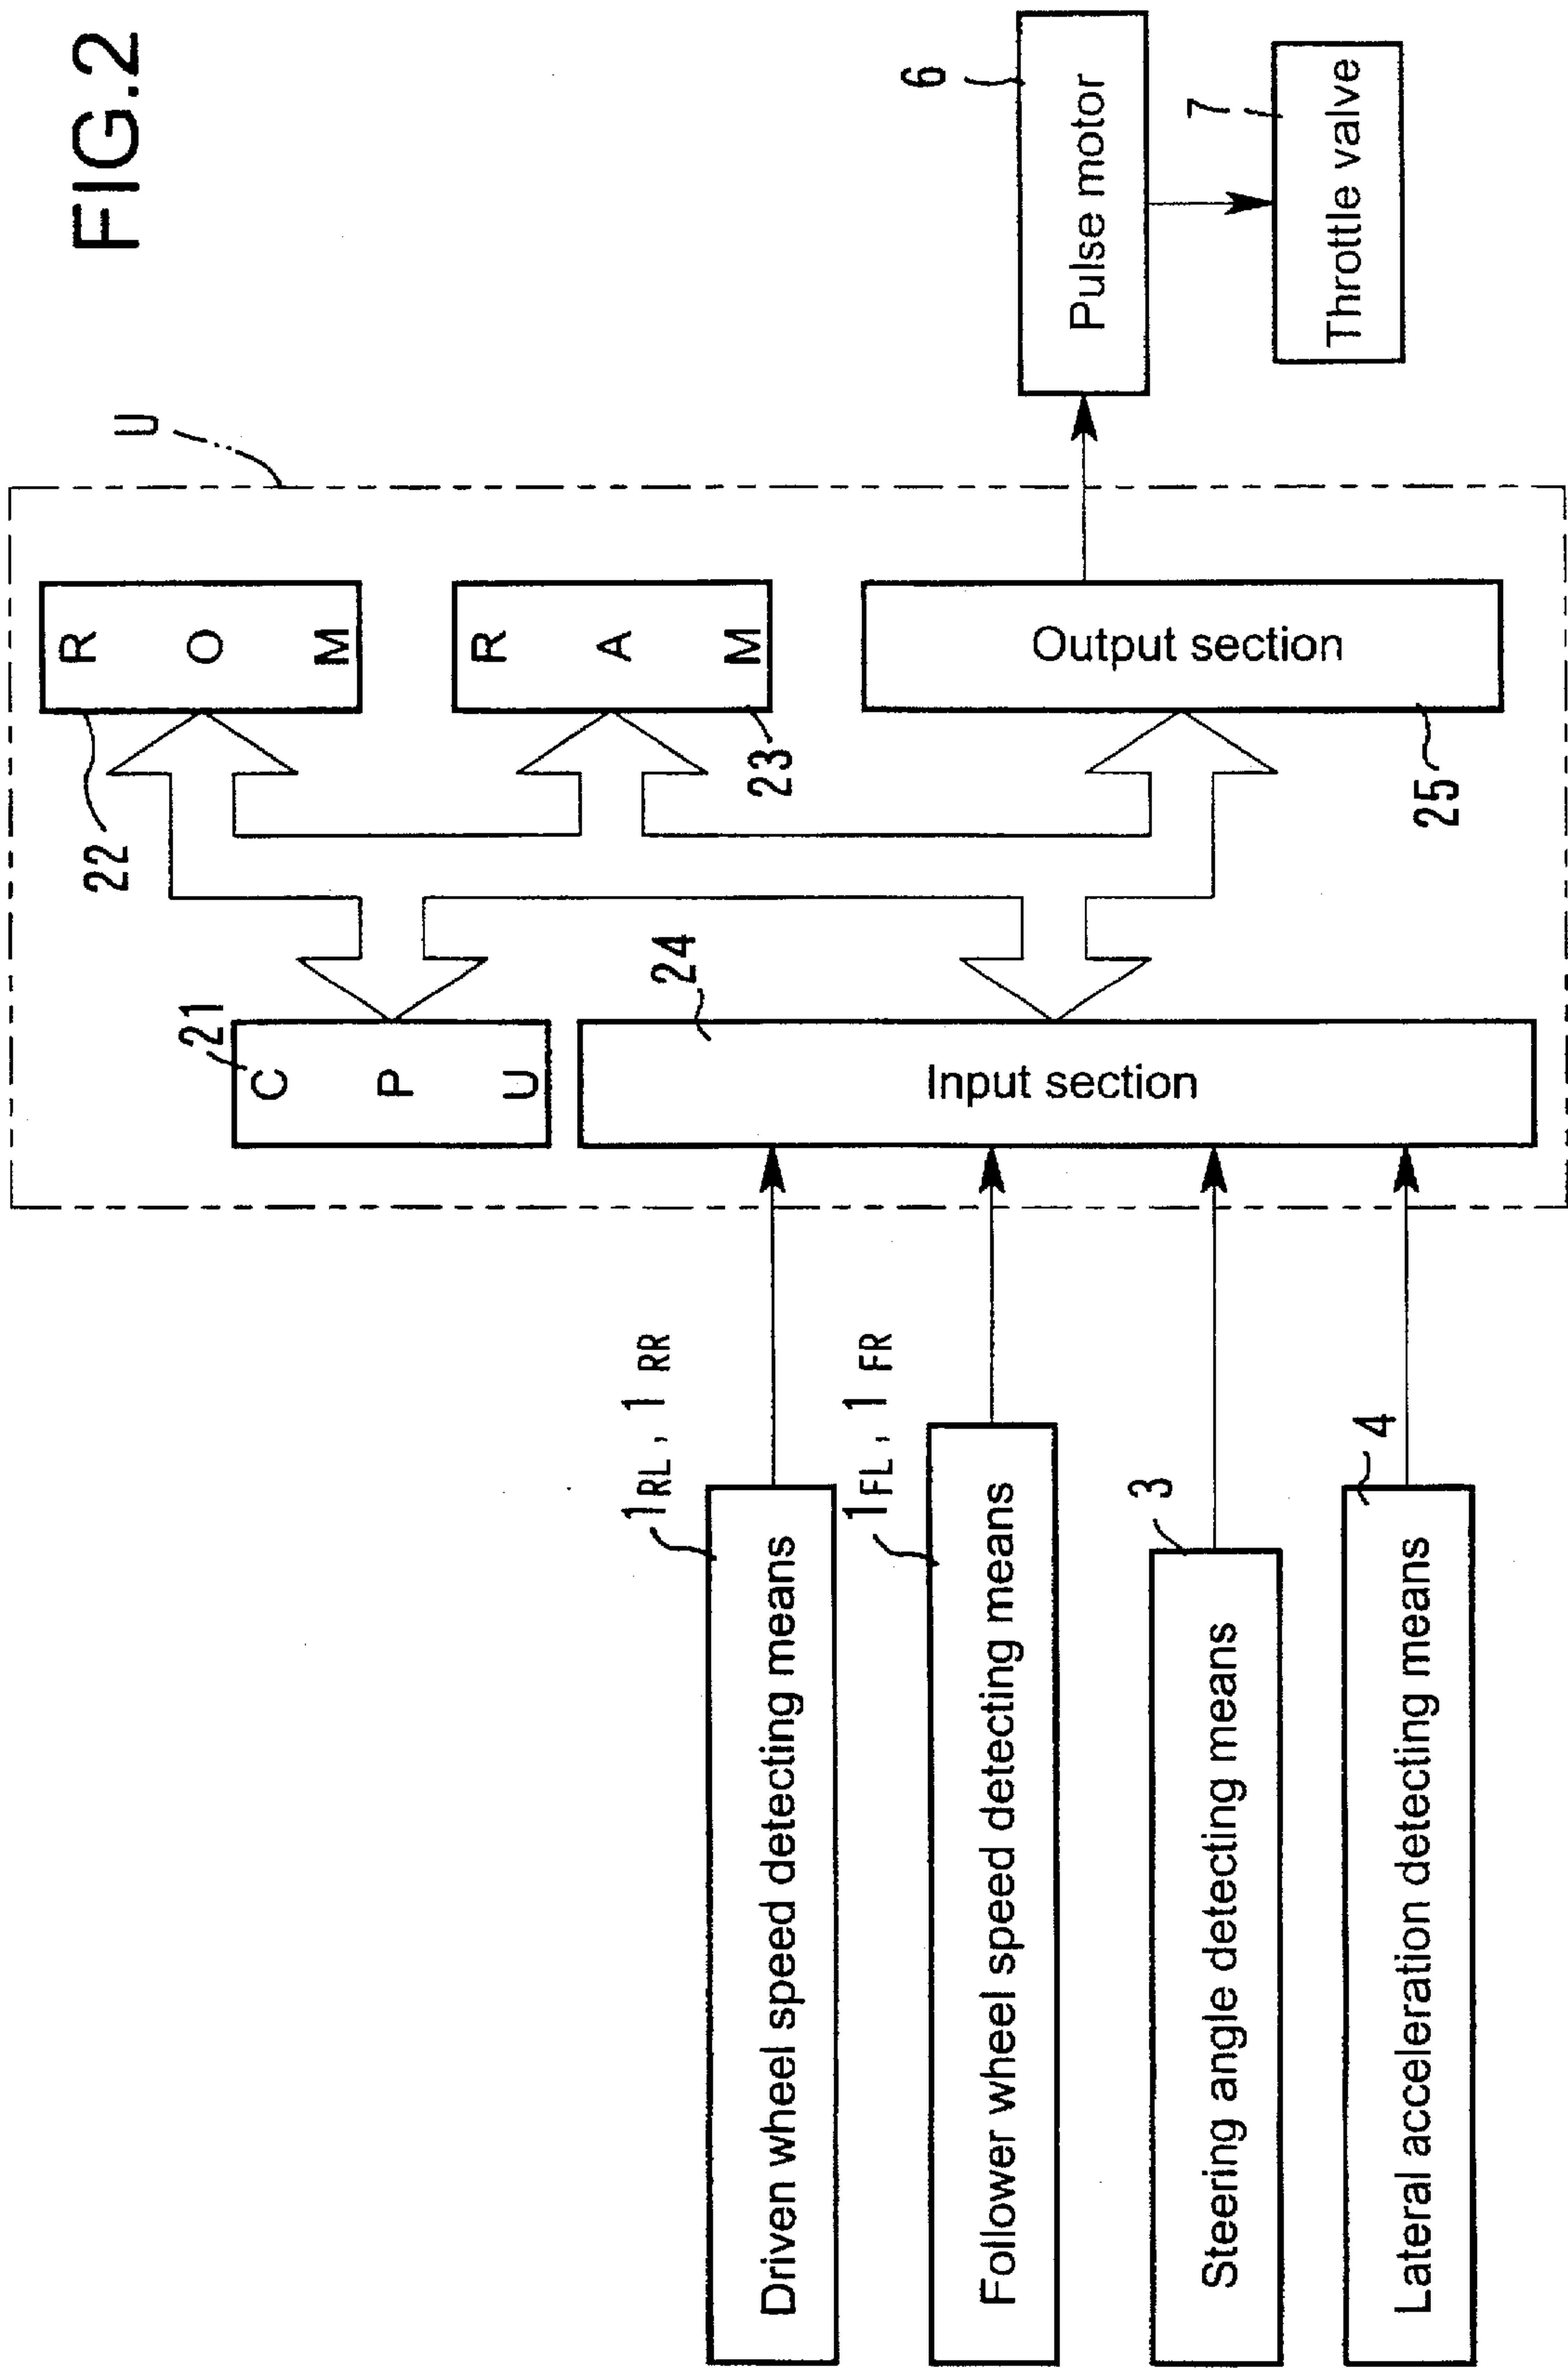 FIG.2
U
22
R O M
21
C P U
R A M
23
24
Input section
Output section
25
6
Pulse motor
7
Throttle valve
1RL, 1RR
Driven wheel speed detecting means
1FL, 1FR
Follower wheel speed detecting means
3
Steering angle detecting means
4
Lateral acceleration detecting means